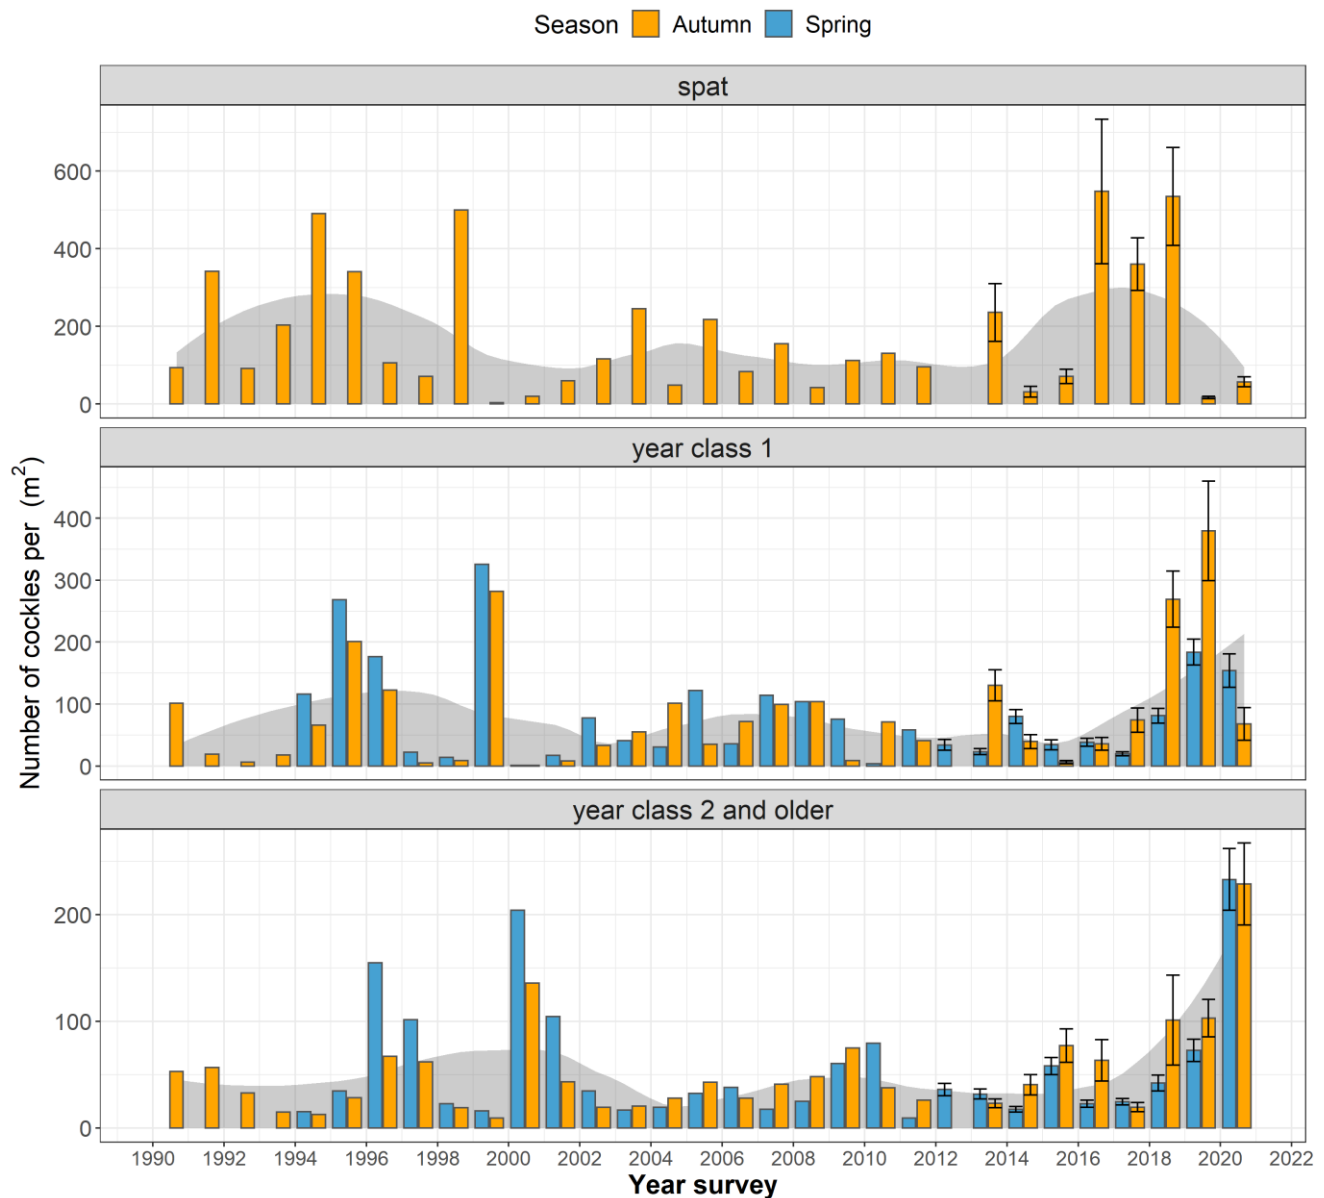 Season Autumn Spring
spat
600
400
200
0
year class 1
400
300
200
100
0
year class 2 and older
200
100
0
Number of cockles per (m²)
1990 1992 1994 1996 1998 2000 2002 2004 2006 2008 2010 2012 2014 2016 2018 2020 2022
Year survey